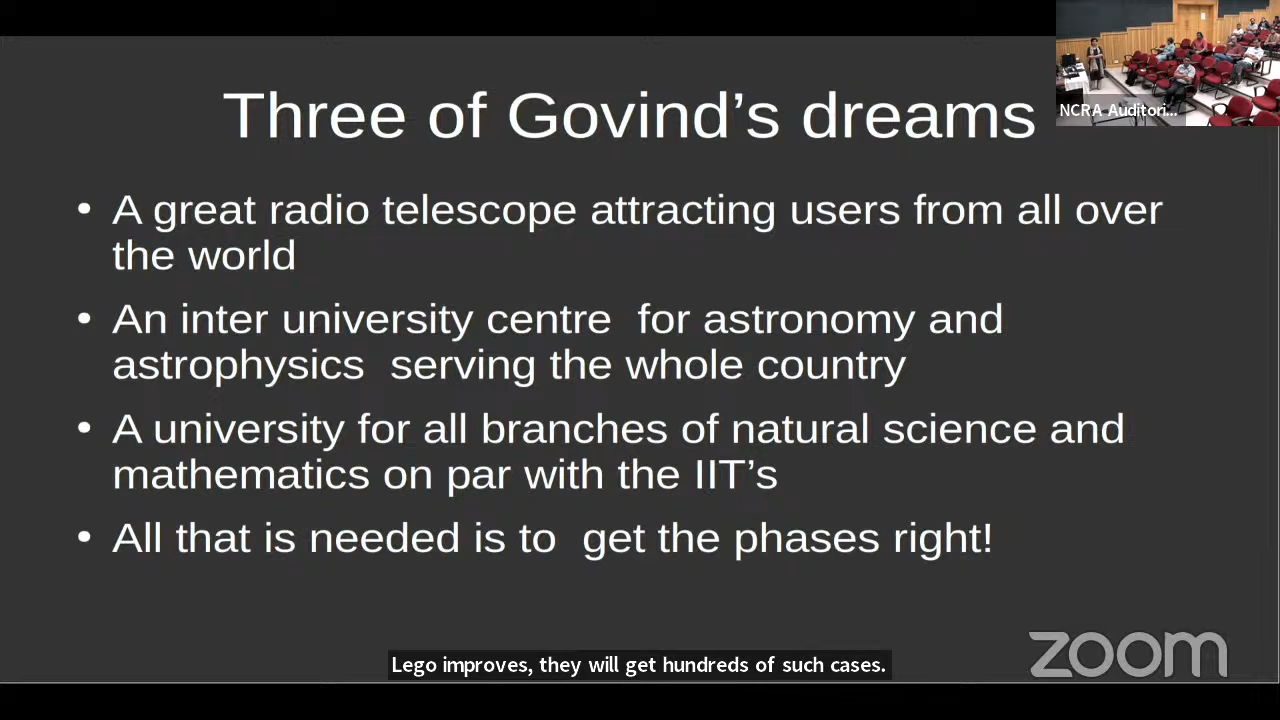 Three of Govind’s dreams
NCRA Auditori...
• A great radio telescope attracting users from all over
the world
• An inter university centre  for astronomy and
astrophysics  serving the whole country
• A university for all branches of natural science and
mathematics on par with the IIT’s
• All that is needed is to  get the phases right!
zoom
Lego improves, they will get hundreds of such cases.